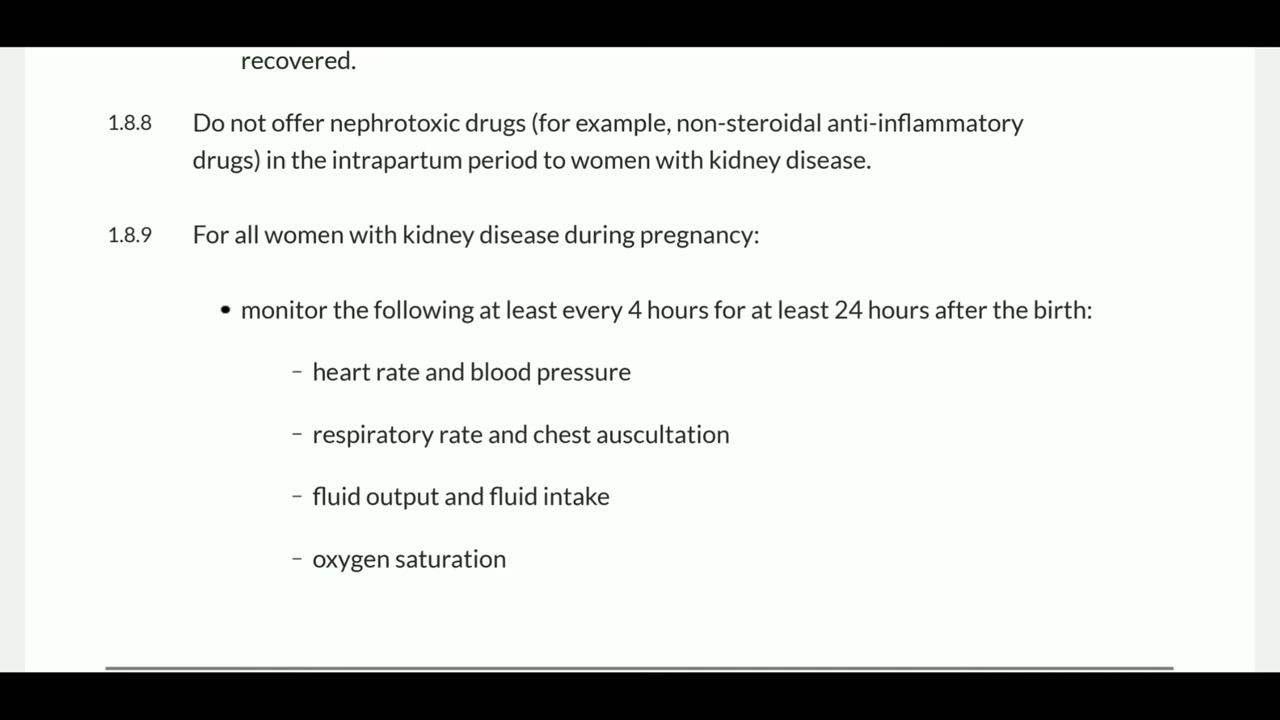 recovered.
1.8.8 Do not offer nephrotoxic drugs (for example, non-steroidal anti-inflammatory
drugs) in the intrapartum period to women with kidney disease.
1.8.9 For all women with kidney disease during pregnancy:
• monitor the following at least every 4 hours for at least 24 hours after the birth:
– heart rate and blood pressure
– respiratory rate and chest auscultation
– fluid output and fluid intake
– oxygen saturation